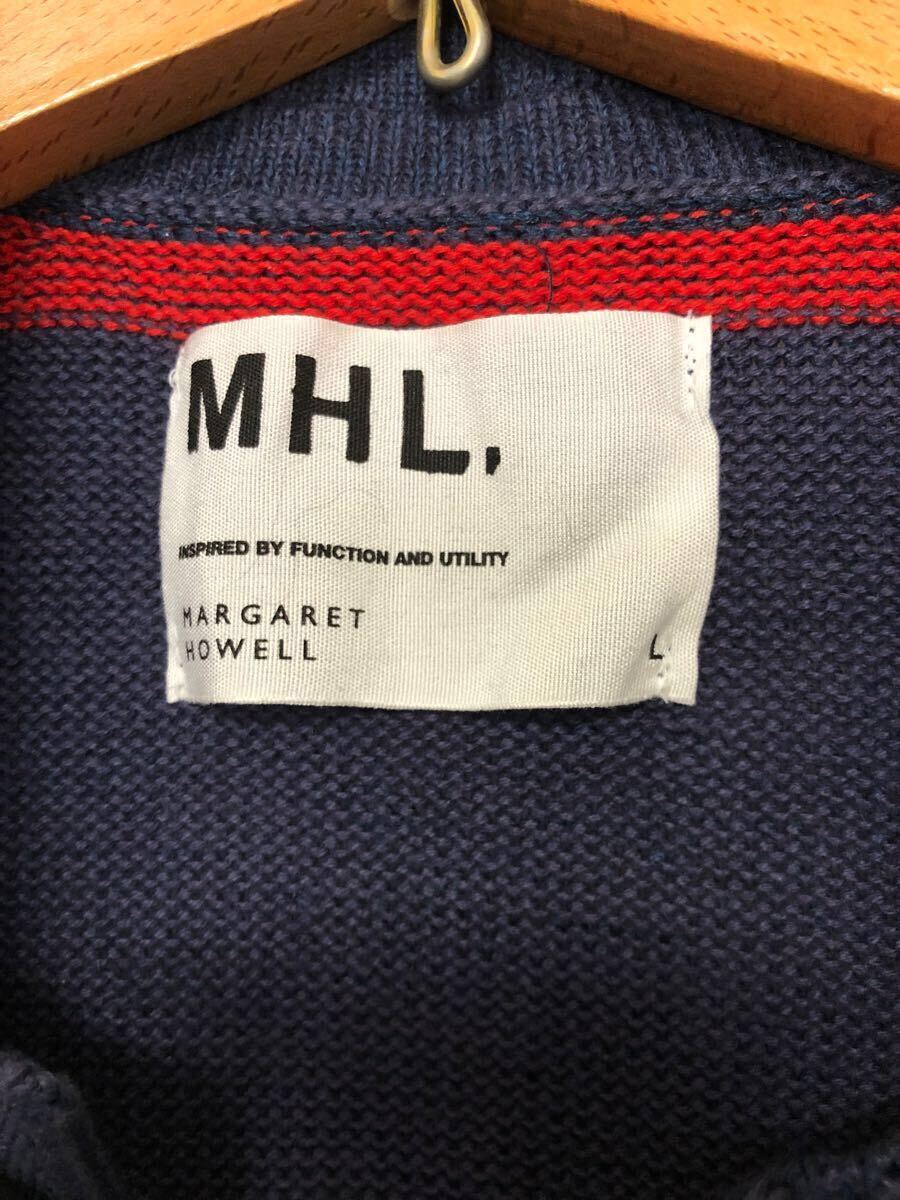 MHL.
INSPIRED BY FUNCTION AND UTILITY
MARGARET
HOWELL
L